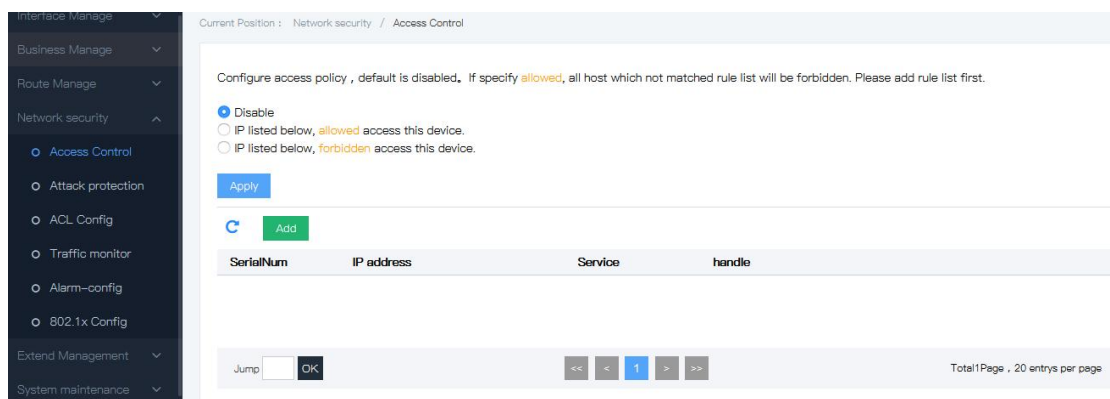 Interface Manage
Business Manage
Route Manage
Network security
Access Control
Attack protection
ACL Config
Traffic monitor
Alarm-config
802.1x Config
Extend Management
System maintenance
Current Position : Network security / Access Control
Configure access policy , default is disabled。If specify allowed, all host which not matched rule list will be forbidden. Please add rule list first.
Disable
IP listed below, allowed access this device.
IP listed below, forbidden access this device.
Apply
Add
SerialNum IP address Service handle
Jump OK << < 1 > >> Total1Page , 20 entrys per page